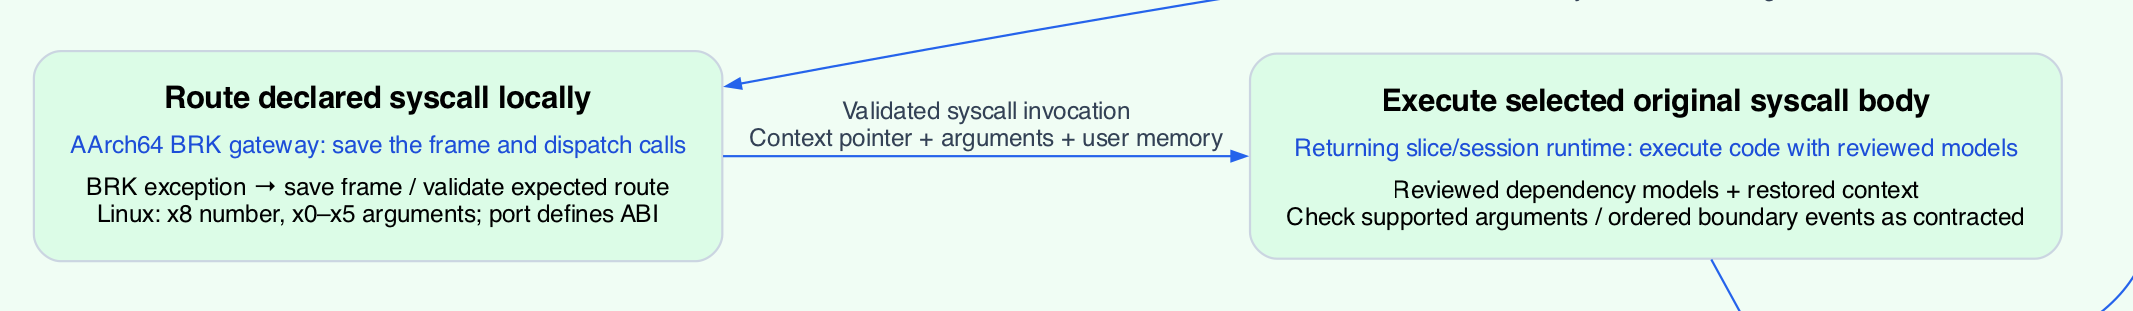 Route declared syscall locally
AArch64 BRK gateway: save the frame and dispatch calls
BRK exception → save frame / validate expected route
Linux: x8 number, x0–x5 arguments; port defines ABI
Validated syscall invocation
Context pointer + arguments + user memory
Execute selected original syscall body
Returning slice/session runtime: execute code with reviewed models
Reviewed dependency models + restored context
Check supported arguments / ordered boundary events as contracted